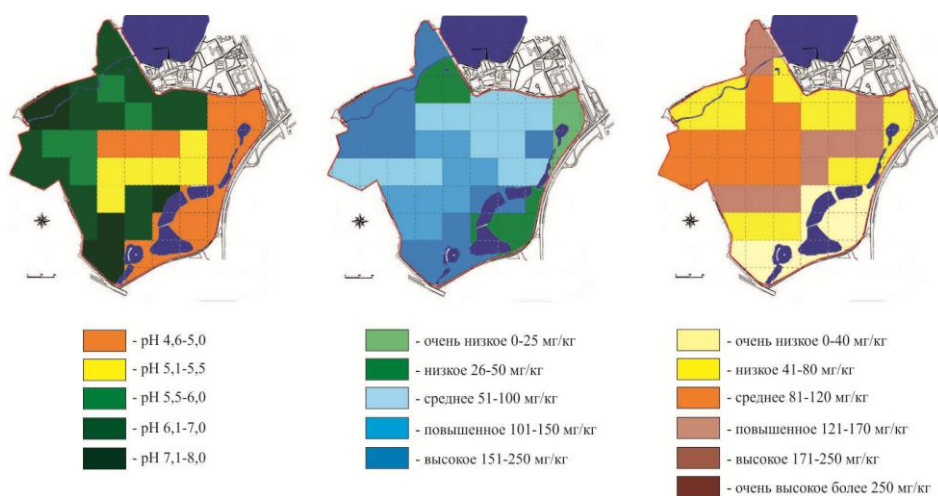 - pH 4,6-5,0
- pH 5,1-5,5
- pH 5,5-6,0
- pH 6,1-7,0
- pH 7,1-8,0
- очень низкое 0-25 мг/кг
- низкое 26-50 мг/кг
- среднее 51-100 мг/кг
- повышенное 101-150 мг/кг
- высокое 151-250 мг/кг
- очень низкое 0-40 мг/кг
- низкое 41-80 мг/кг
- среднее 81-120 мг/кг
- повышенное 121-170 мг/кг
- высокое 171-250 мг/кг
- очень высокое более 250 мг/кг